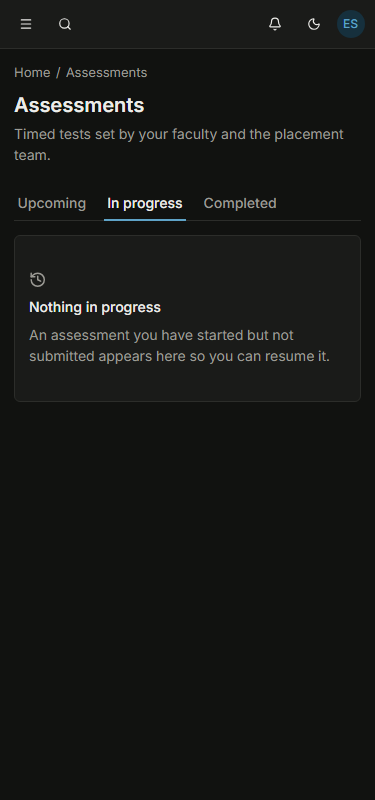 ES
Home / Assessments
Assessments
Timed tests set by your faculty and the placement
team.
Upcoming In progress Completed
Nothing in progress
An assessment you have started but not
submitted appears here so you can resume it.